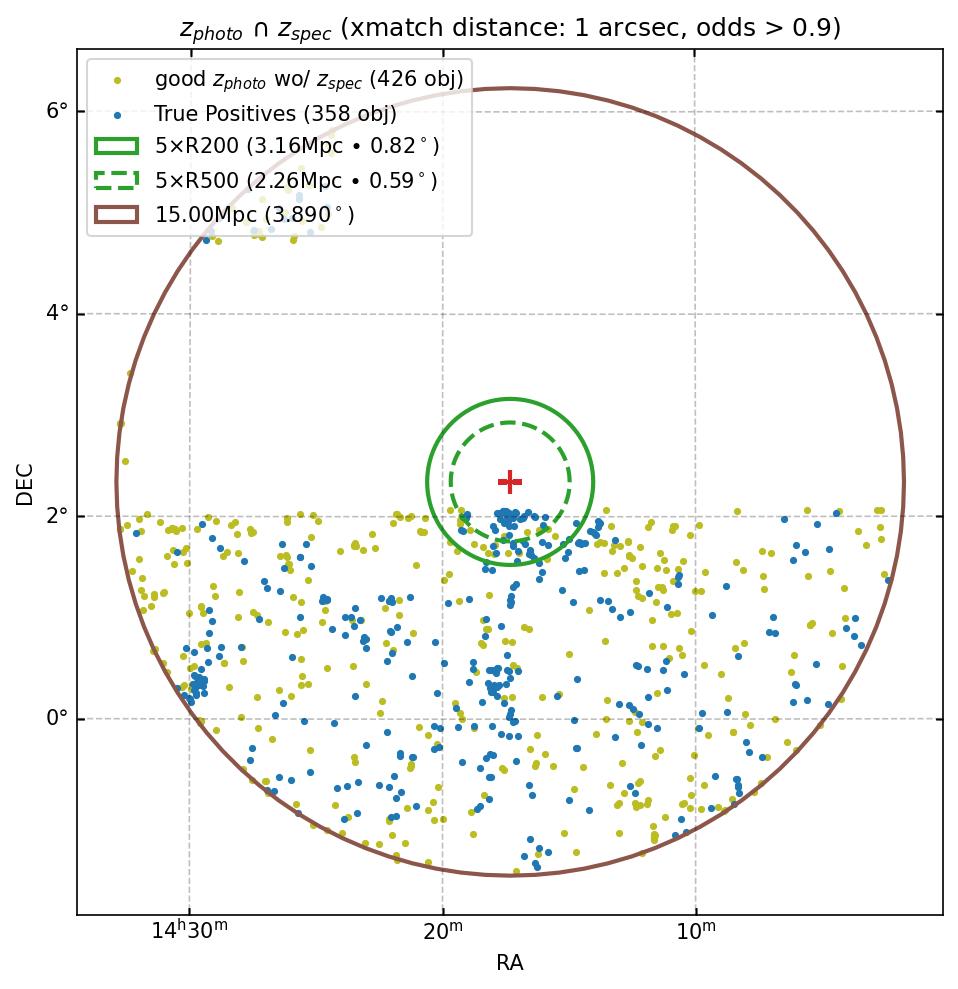 z_photo ∩ z_spec (xmatch distance: 1 arcsec, odds > 0.9)
good z_photo wo/ z_spec (426 obj)
True Positives (358 obj)
5×R200 (3.16Mpc • 0.82°)
5×R500 (2.26Mpc • 0.59°)
15.00Mpc (3.890°)
6°
4°
2°
0°
DEC
14h30m
20m
10m
RA